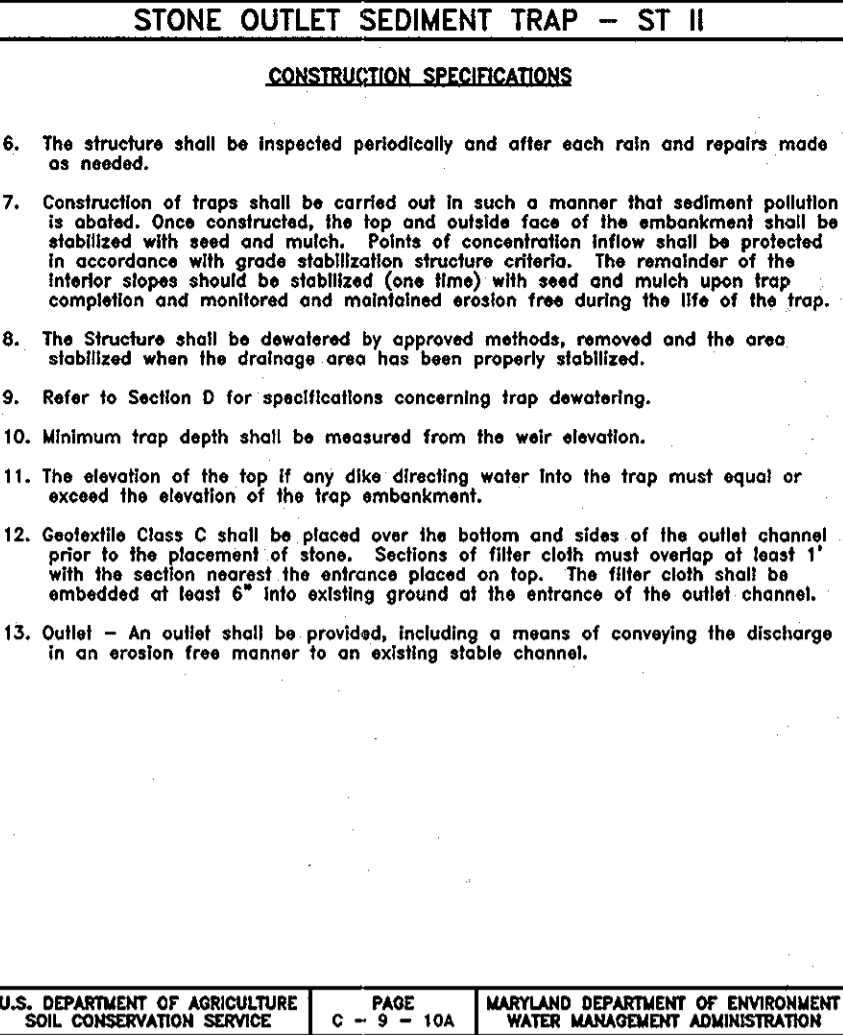 STONE OUTLET SEDIMENT TRAP – ST II
CONSTRUCTION SPECIFICATIONS
6. The structure shall be inspected periodically and after each rain and repairs made
as needed.
7. Construction of traps shall be carried out in such a manner that sediment pollution
is abated. Once constructed, the top and outside face of the embankment shall be
stabilized with seed and mulch. Points of concentration inflow shall be protected
in accordance with grade stabilization structure criteria. The remainder of the
interior slopes should be stabilized (one time) with seed and mulch upon trap
completion and monitored and maintained erosion free during the life of the trap.
8. The Structure shall be dewatered by approved methods, removed and the area
stabilized when the drainage area has been properly stabilized.
9. Refer to Section D for specifications concerning trap dewatering.
10. Minimum trap depth shall be measured from the weir elevation.
11. The elevation of the top if any dike directing water into the trap must equal or
exceed the elevation of the trap embankment.
12. Geotextile Class C shall be placed over the bottom and sides of the outlet channel
prior to the placement of stone. Sections of filter cloth must overlap at least 1'
with the section nearest the entrance placed on top. The filter cloth shall be
embedded at least 6" into existing ground at the entrance of the outlet channel.
13. Outlet – An outlet shall be provided, including a means of conveying the discharge
in an erosion free manner to an existing stable channel.
U.S. DEPARTMENT OF AGRICULTURE
SOIL CONSERVATION SERVICE
PAGE
C – 9 – 10A
MARYLAND DEPARTMENT OF ENVIRONMENT
WATER MANAGEMENT ADMINISTRATION